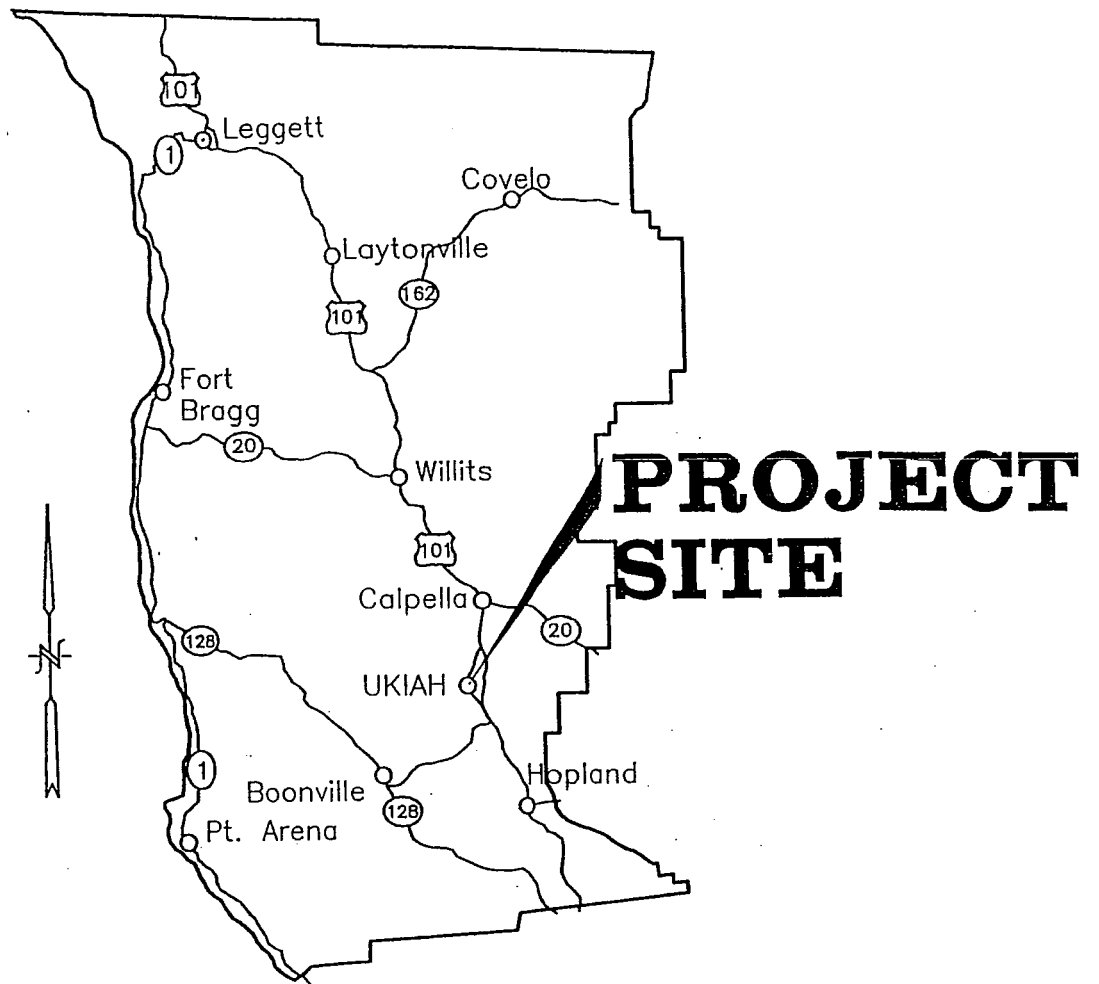 101
Leggett
1
Covelo
Laytonville
162
101
Fort
Bragg
20
Willits
PROJECT
SITE
101
Calpella
20
N
128
UKIAH
1
Hopland
Boonville
128
Pt. Arena